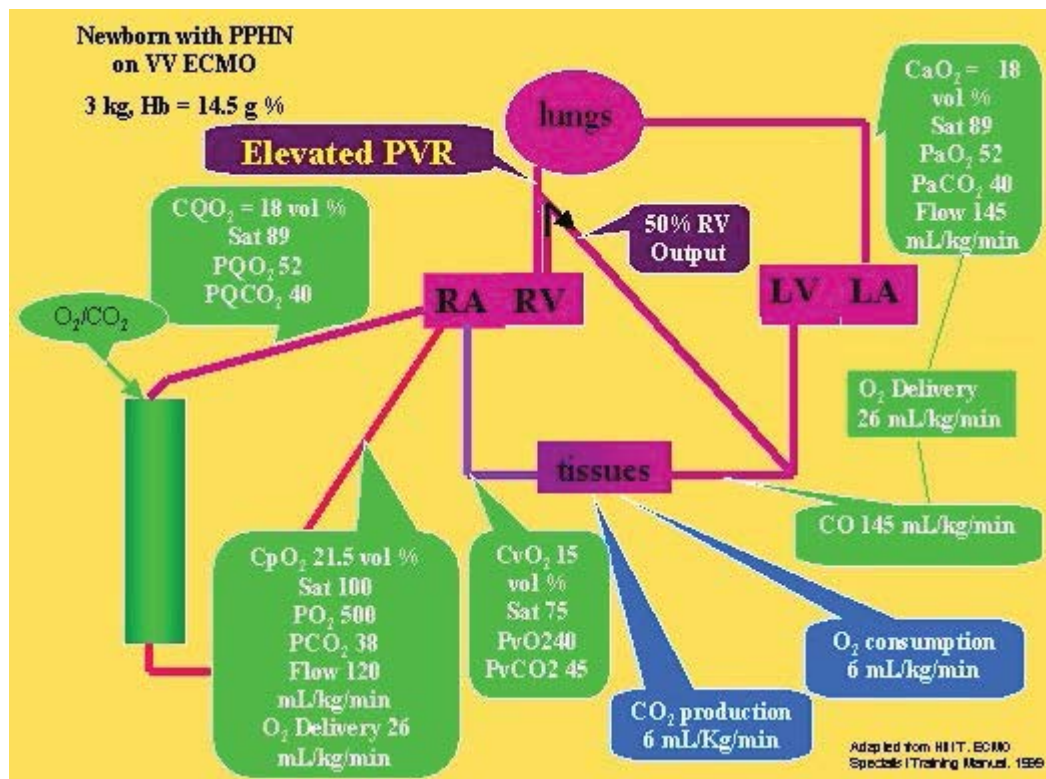 Newborn with PPHN
on VV ECMO
3 kg, Hb = 14.5 g %
lungs
Elevated PVR
CaO₂ = 18
vol %
Sat 89
PaO₂ 52
PaCO₂ 40
Flow 145
mL/kg/min
CQO₂ = 18 vol %
Sat 89
PQO₂ 52
PQCO₂ 40
50% RV
Output
O₂/CO₂
RA RV
LV LA
O₂ Delivery
26 mL/kg/min
tissues
CO 145 mL/kg/min
CpO₂ 21.5 vol %
Sat 100
PO₂ 500
PCO₂ 38
Flow 120
mL/kg/min
O₂ Delivery 26
mL/kg/min
CvO₂ 15
vol %
Sat 75
PvO240
PvCO2 45
O₂ consumption
6 mL/kg/min
CO₂ production
6 mL/Kg/min
Adapted from ECMO
Training Manual, 1999